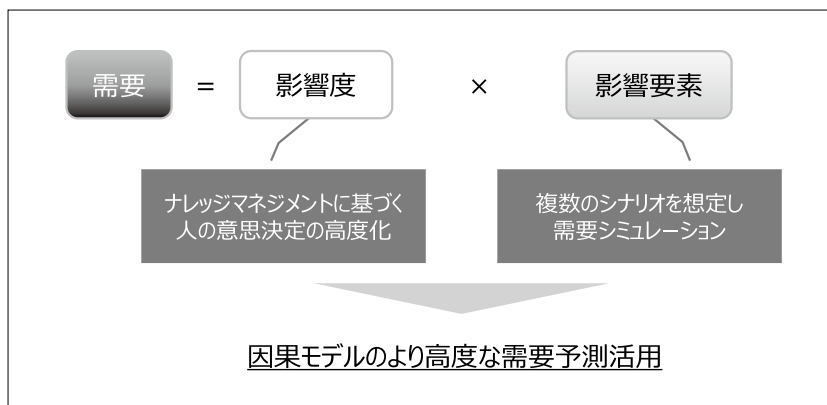 需要 = 影響度 × 影響要素
ナレッジマネジメントに基づく
人の意思決定の高度化
複数のシナリオを想定し
需要シミュレーション
因果モデルのより高度な需要予測活用